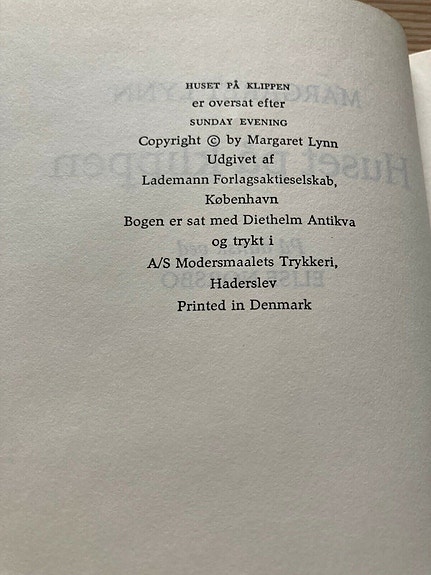 HUSET PÅ KLIPPEN
er oversat efter
SUNDAY EVENING
Copyright © by Margaret Lynn
Udgivet af
Lademann Forlagsaktieselskab,
København
Bogen er sat med Diethelm Antikva
og trykt i
A/S Modersmaalets Trykkeri,
Haderslev
Printed in Denmark